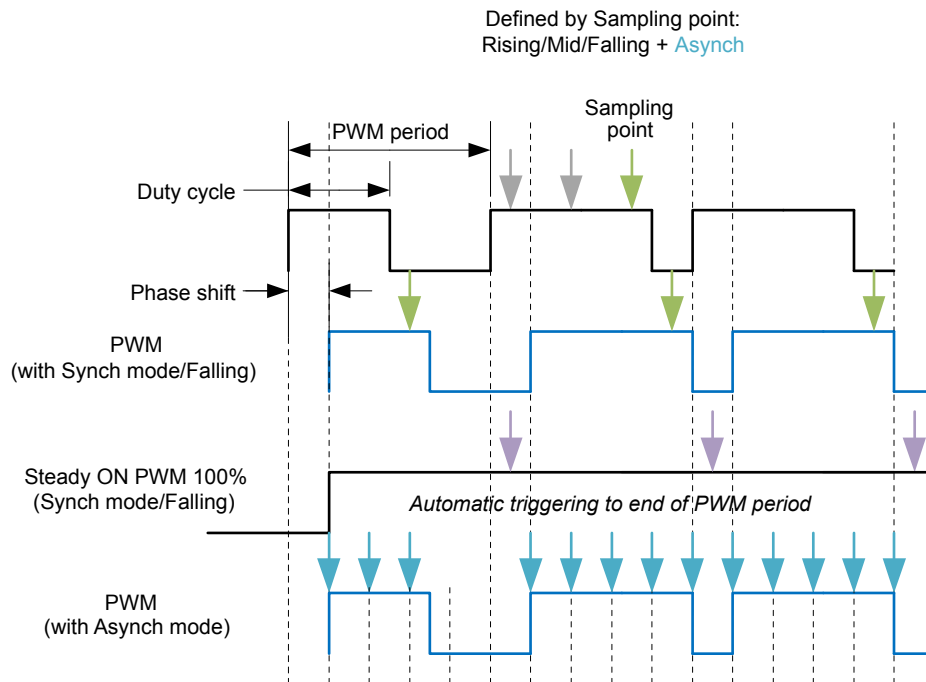 Defined by Sampling point:
Rising/Mid/Falling + Asynch
Sampling
point
PWM period
Duty cycle
Phase shift
PWM
(with Synch mode/Falling)
Steady ON PWM 100%
(Synch mode/Falling)
Automatic triggering to end of PWM period
PWM
(with Asynch mode)